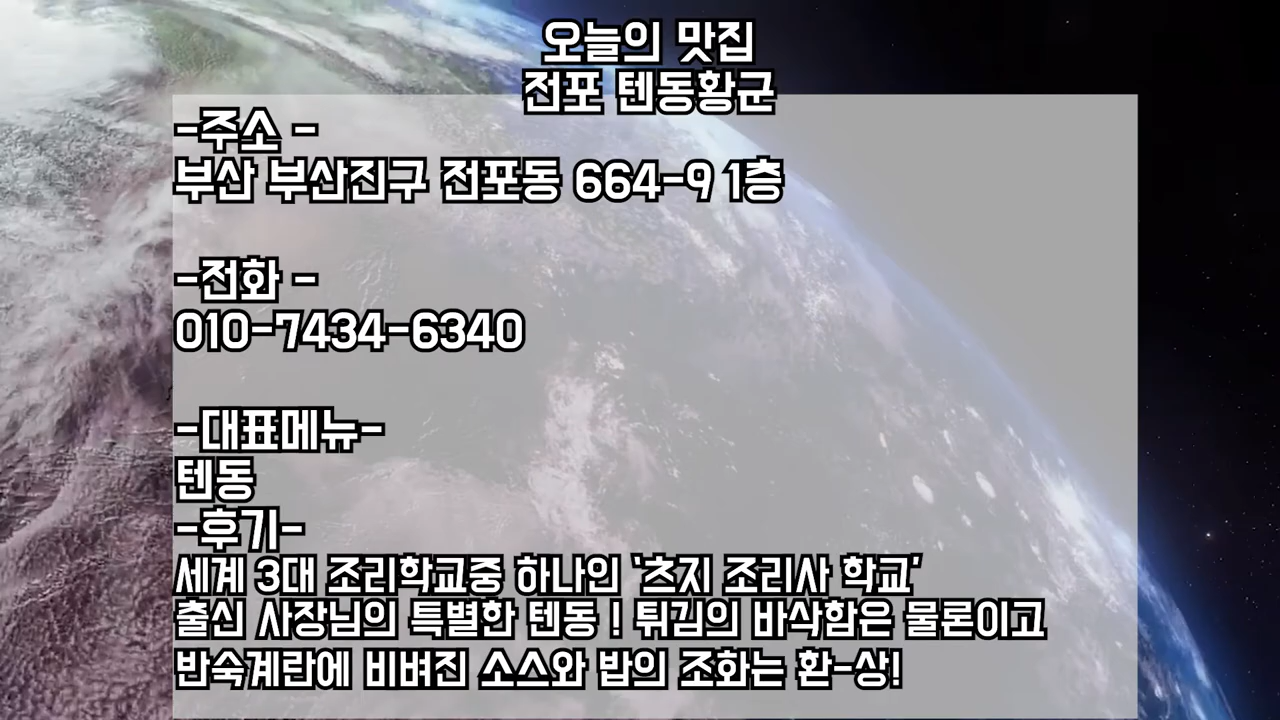 오늘의 맛집
전포 텐동황군
-주소 -
부산 부산진구 전포동 664-9 1층
-전화 -
010-7434-6340
-대표메뉴-
텐동
-후기-
세계 3대 조리학교중 하나인 '츠지 조리사 학교'
출신 사장님의 특별한 텐동 ! 튀김의 바삭함은 물론이고
반숙계란에 비벼진 소스와 밥의 조화는 환-상!